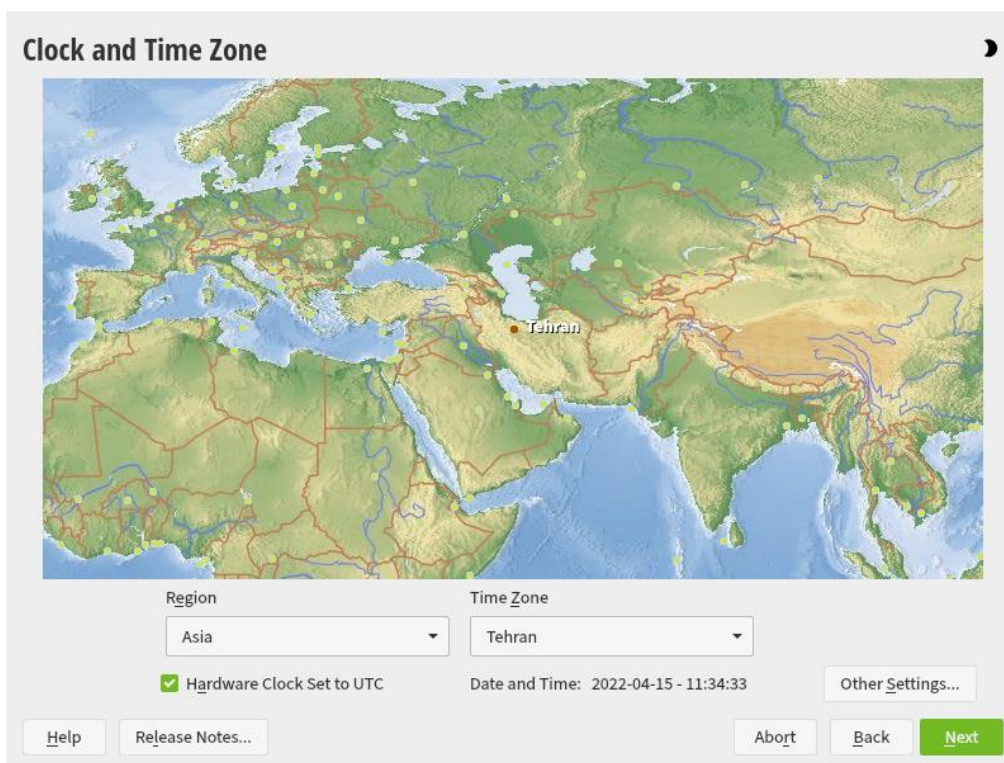 Clock and Time Zone
Tehran
Region
Time Zone
Asia
Tehran
Hardware Clock Set to UTC
Date and Time: 2022-04-15 - 11:34:33
Other Settings...
Help
Release Notes...
Abort
Back
Next